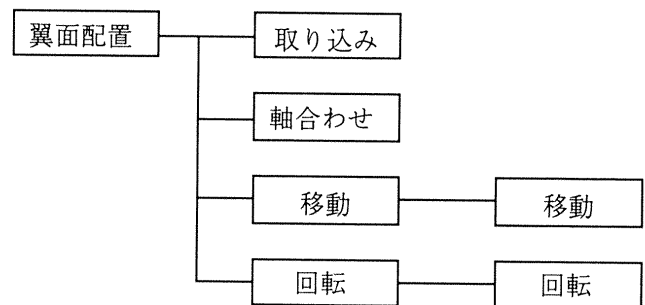 翼面配置
取り込み
軸合わせ
移動
移動
回転
回転